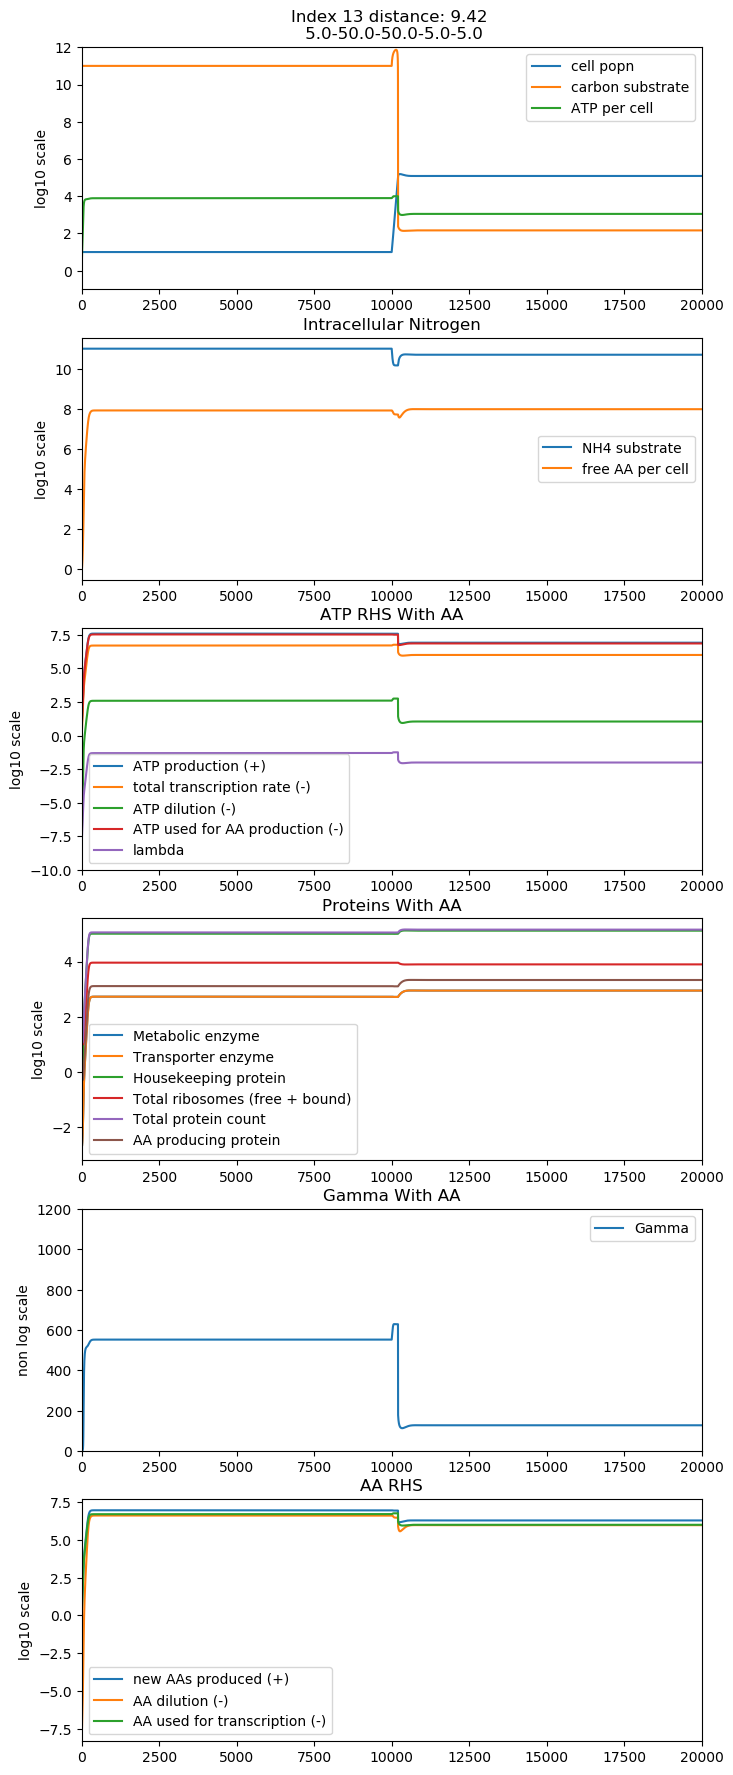 Index 13 distance: 9.42
5.0-50.0-50.0-5.0-5.0
12
10
8
6
4
2
0
log10 scale
cell popn
carbon substrate
ATP per cell
0 2500 5000 7500 10000 12500 15000 17500 20000
Intracellular Nitrogen
10
8
6
4
2
0
log10 scale
NH4 substrate
free AA per cell
0 2500 5000 7500 10000 12500 15000 17500 20000
ATP RHS With AA
7.5
5.0
2.5
0.0
−2.5
−5.0
−7.5
−10.0
log10 scale
ATP production (+)
total transcription rate (-)
ATP dilution (-)
ATP used for AA production (-)
lambda
0 2500 5000 7500 10000 12500 15000 17500 20000
Proteins With AA
4
2
0
−2
log10 scale
Metabolic enzyme
Transporter enzyme
Housekeeping protein
Total ribosomes (free + bound)
Total protein count
AA producing protein
0 2500 5000 7500 10000 12500 15000 17500 20000
Gamma With AA
1200
1000
800
600
400
200
0
non log scale
Gamma
0 2500 5000 7500 10000 12500 15000 17500 20000
AA RHS
7.5
5.0
2.5
0.0
−2.5
−5.0
−7.5
log10 scale
new AAs produced (+)
AA dilution (-)
AA used for transcription (-)
0 2500 5000 7500 10000 12500 15000 17500 20000